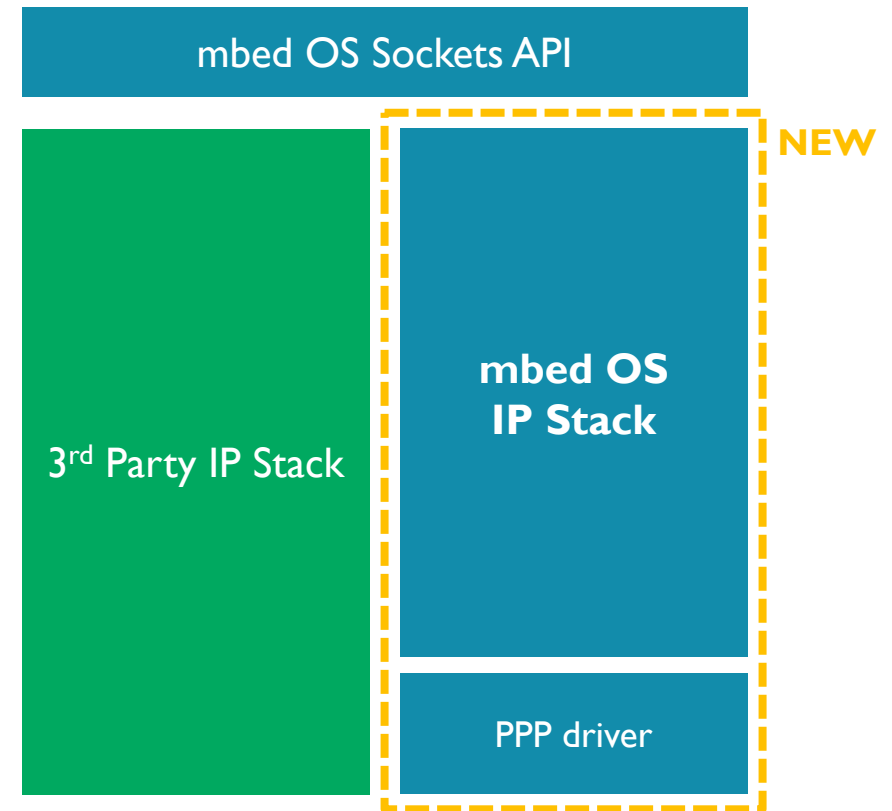 mbed OS Sockets API
NEW
mbed OS
IP Stack
3rd Party IP Stack
PPP driver